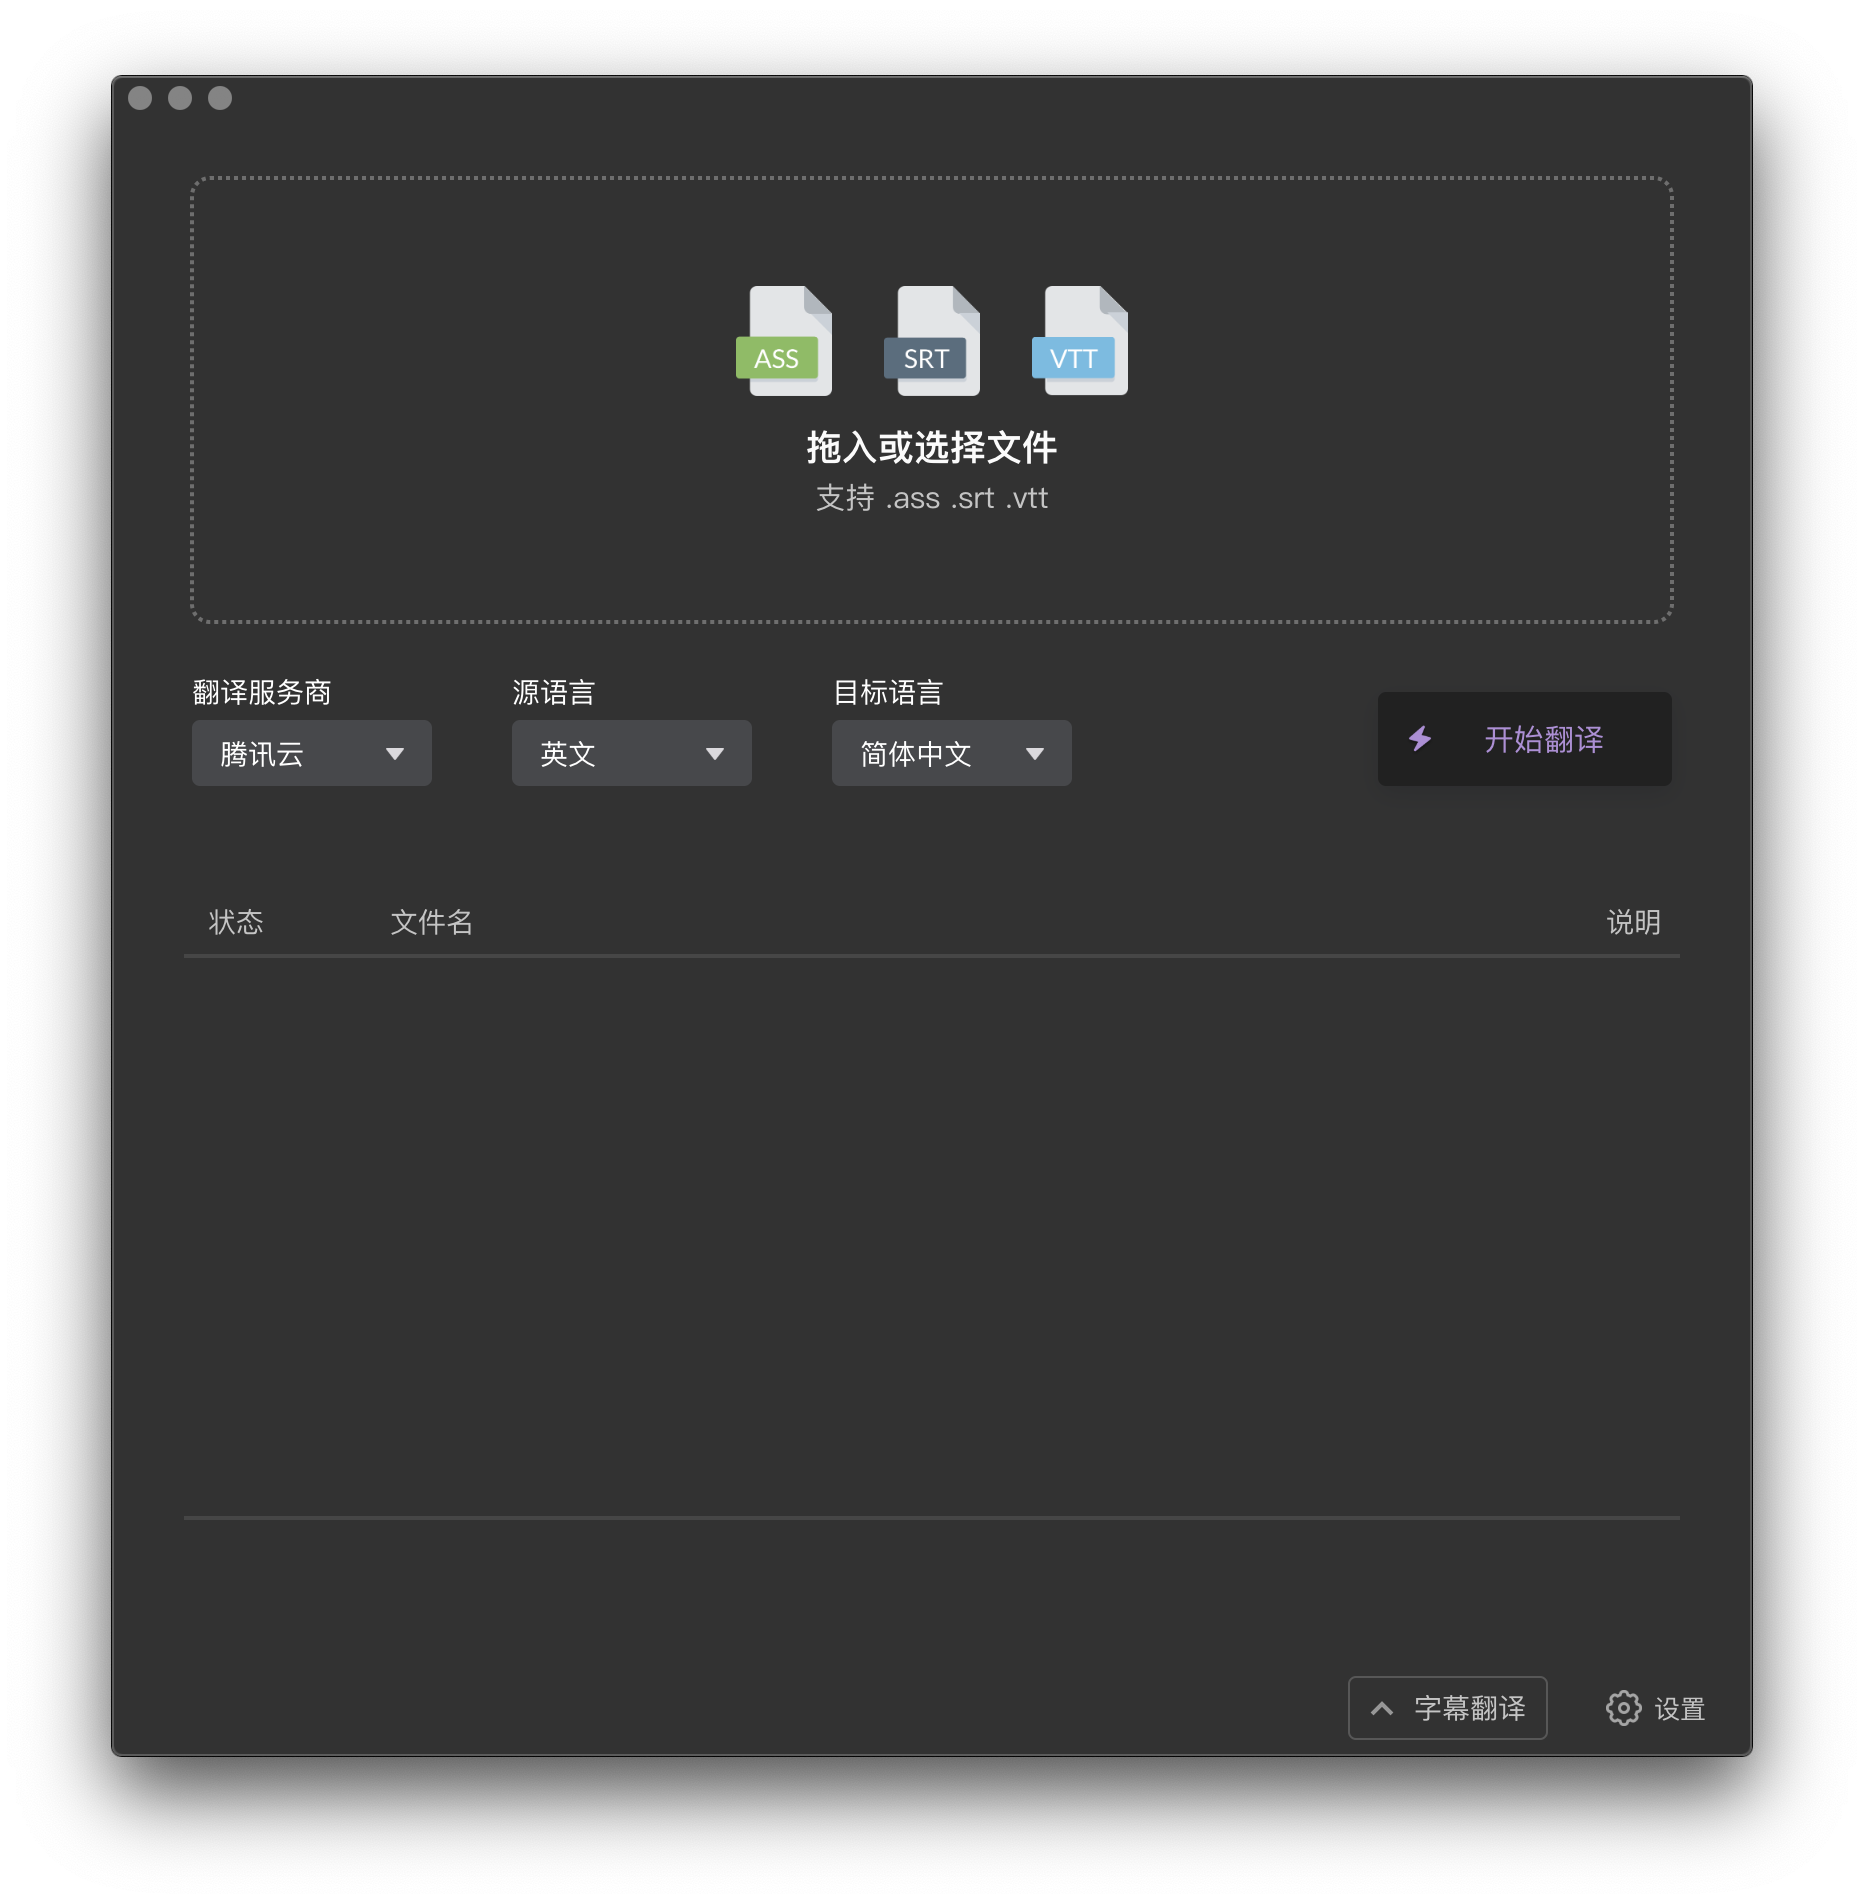 ASS SRT VTT
拖入或选择文件
支持 .ass .srt .vtt
翻译服务商 源语言 目标语言
腾讯云 英文 简体中文 开始翻译
状态 文件名 说明
字幕翻译 设置